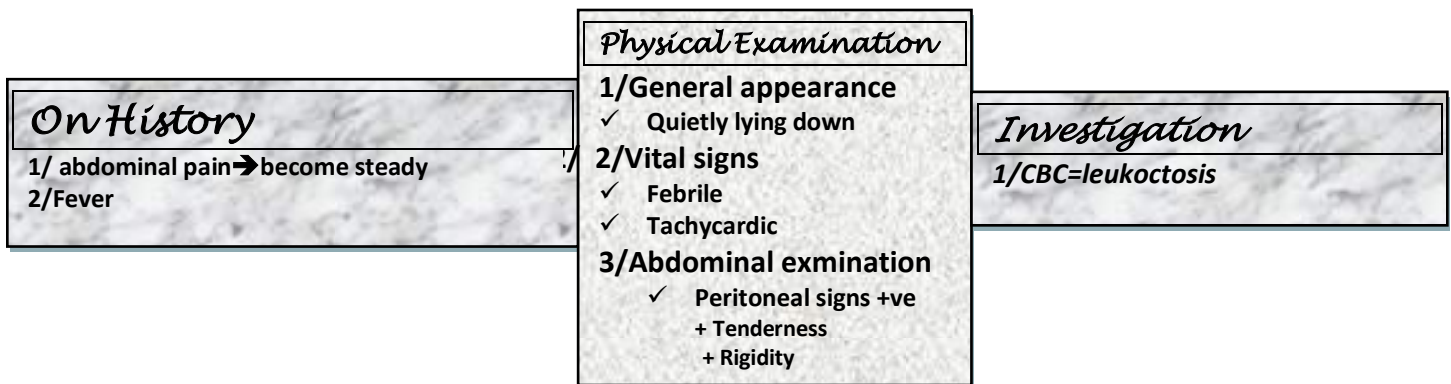 On History
1/ abdominal pain➔become steady
2/Fever
Physical Examination
1/General appearance
✓ Quietly lying down
2/Vital signs
✓ Febrile
✓ Tachycardic
3/Abdominal exmination
✓ Peritoneal signs +ve
+ Tenderness
+ Rigidity
Investigation
1/CBC=leukoctosis